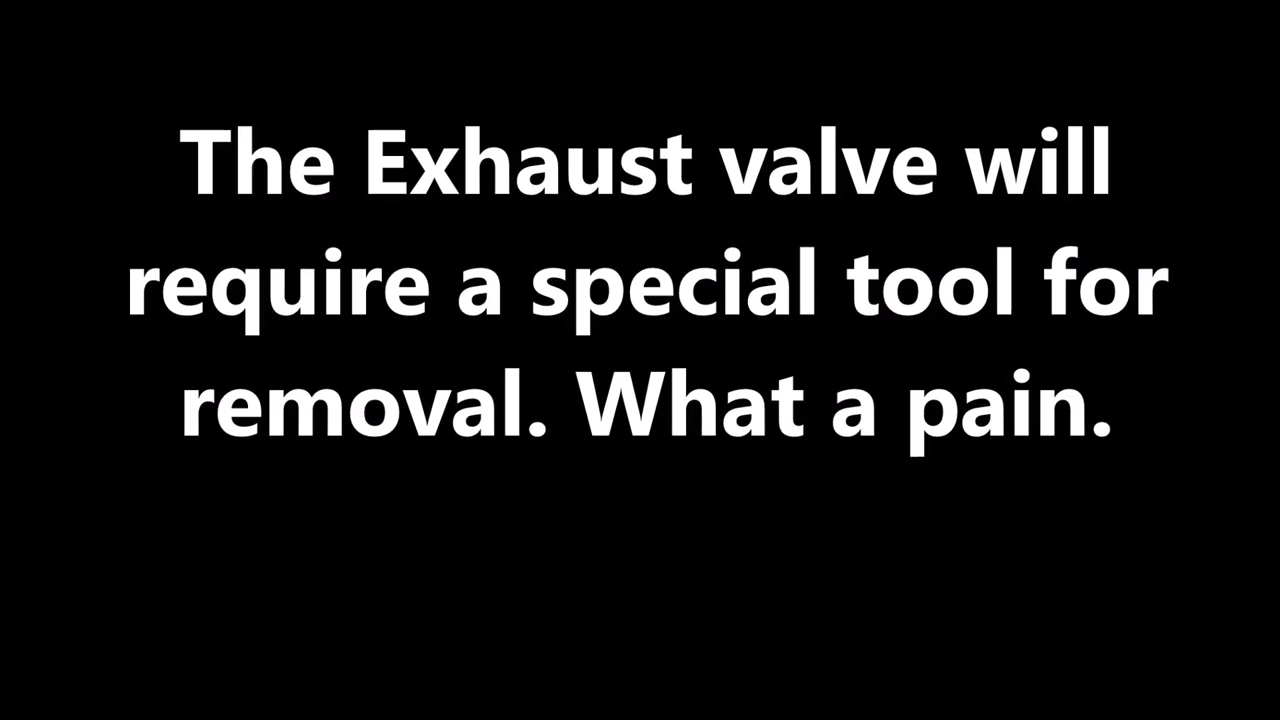 The Exhaust valve will
require a special tool for
removal. What a pain.